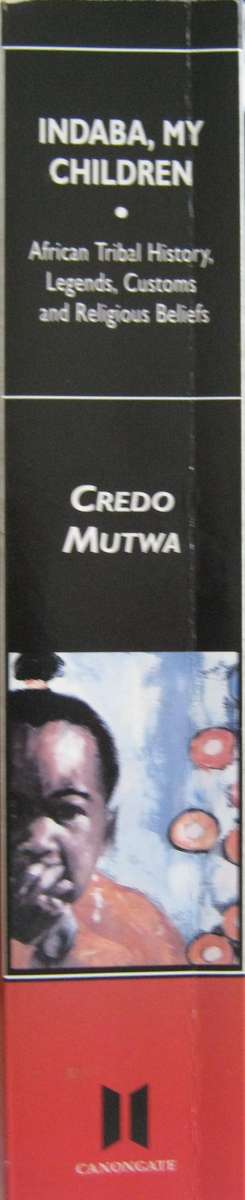 INDABA, MY
CHILDREN
•
African Tribal History,
Legends, Customs
and Religious Beliefs
CREDO
MUTWA
CANONGATE